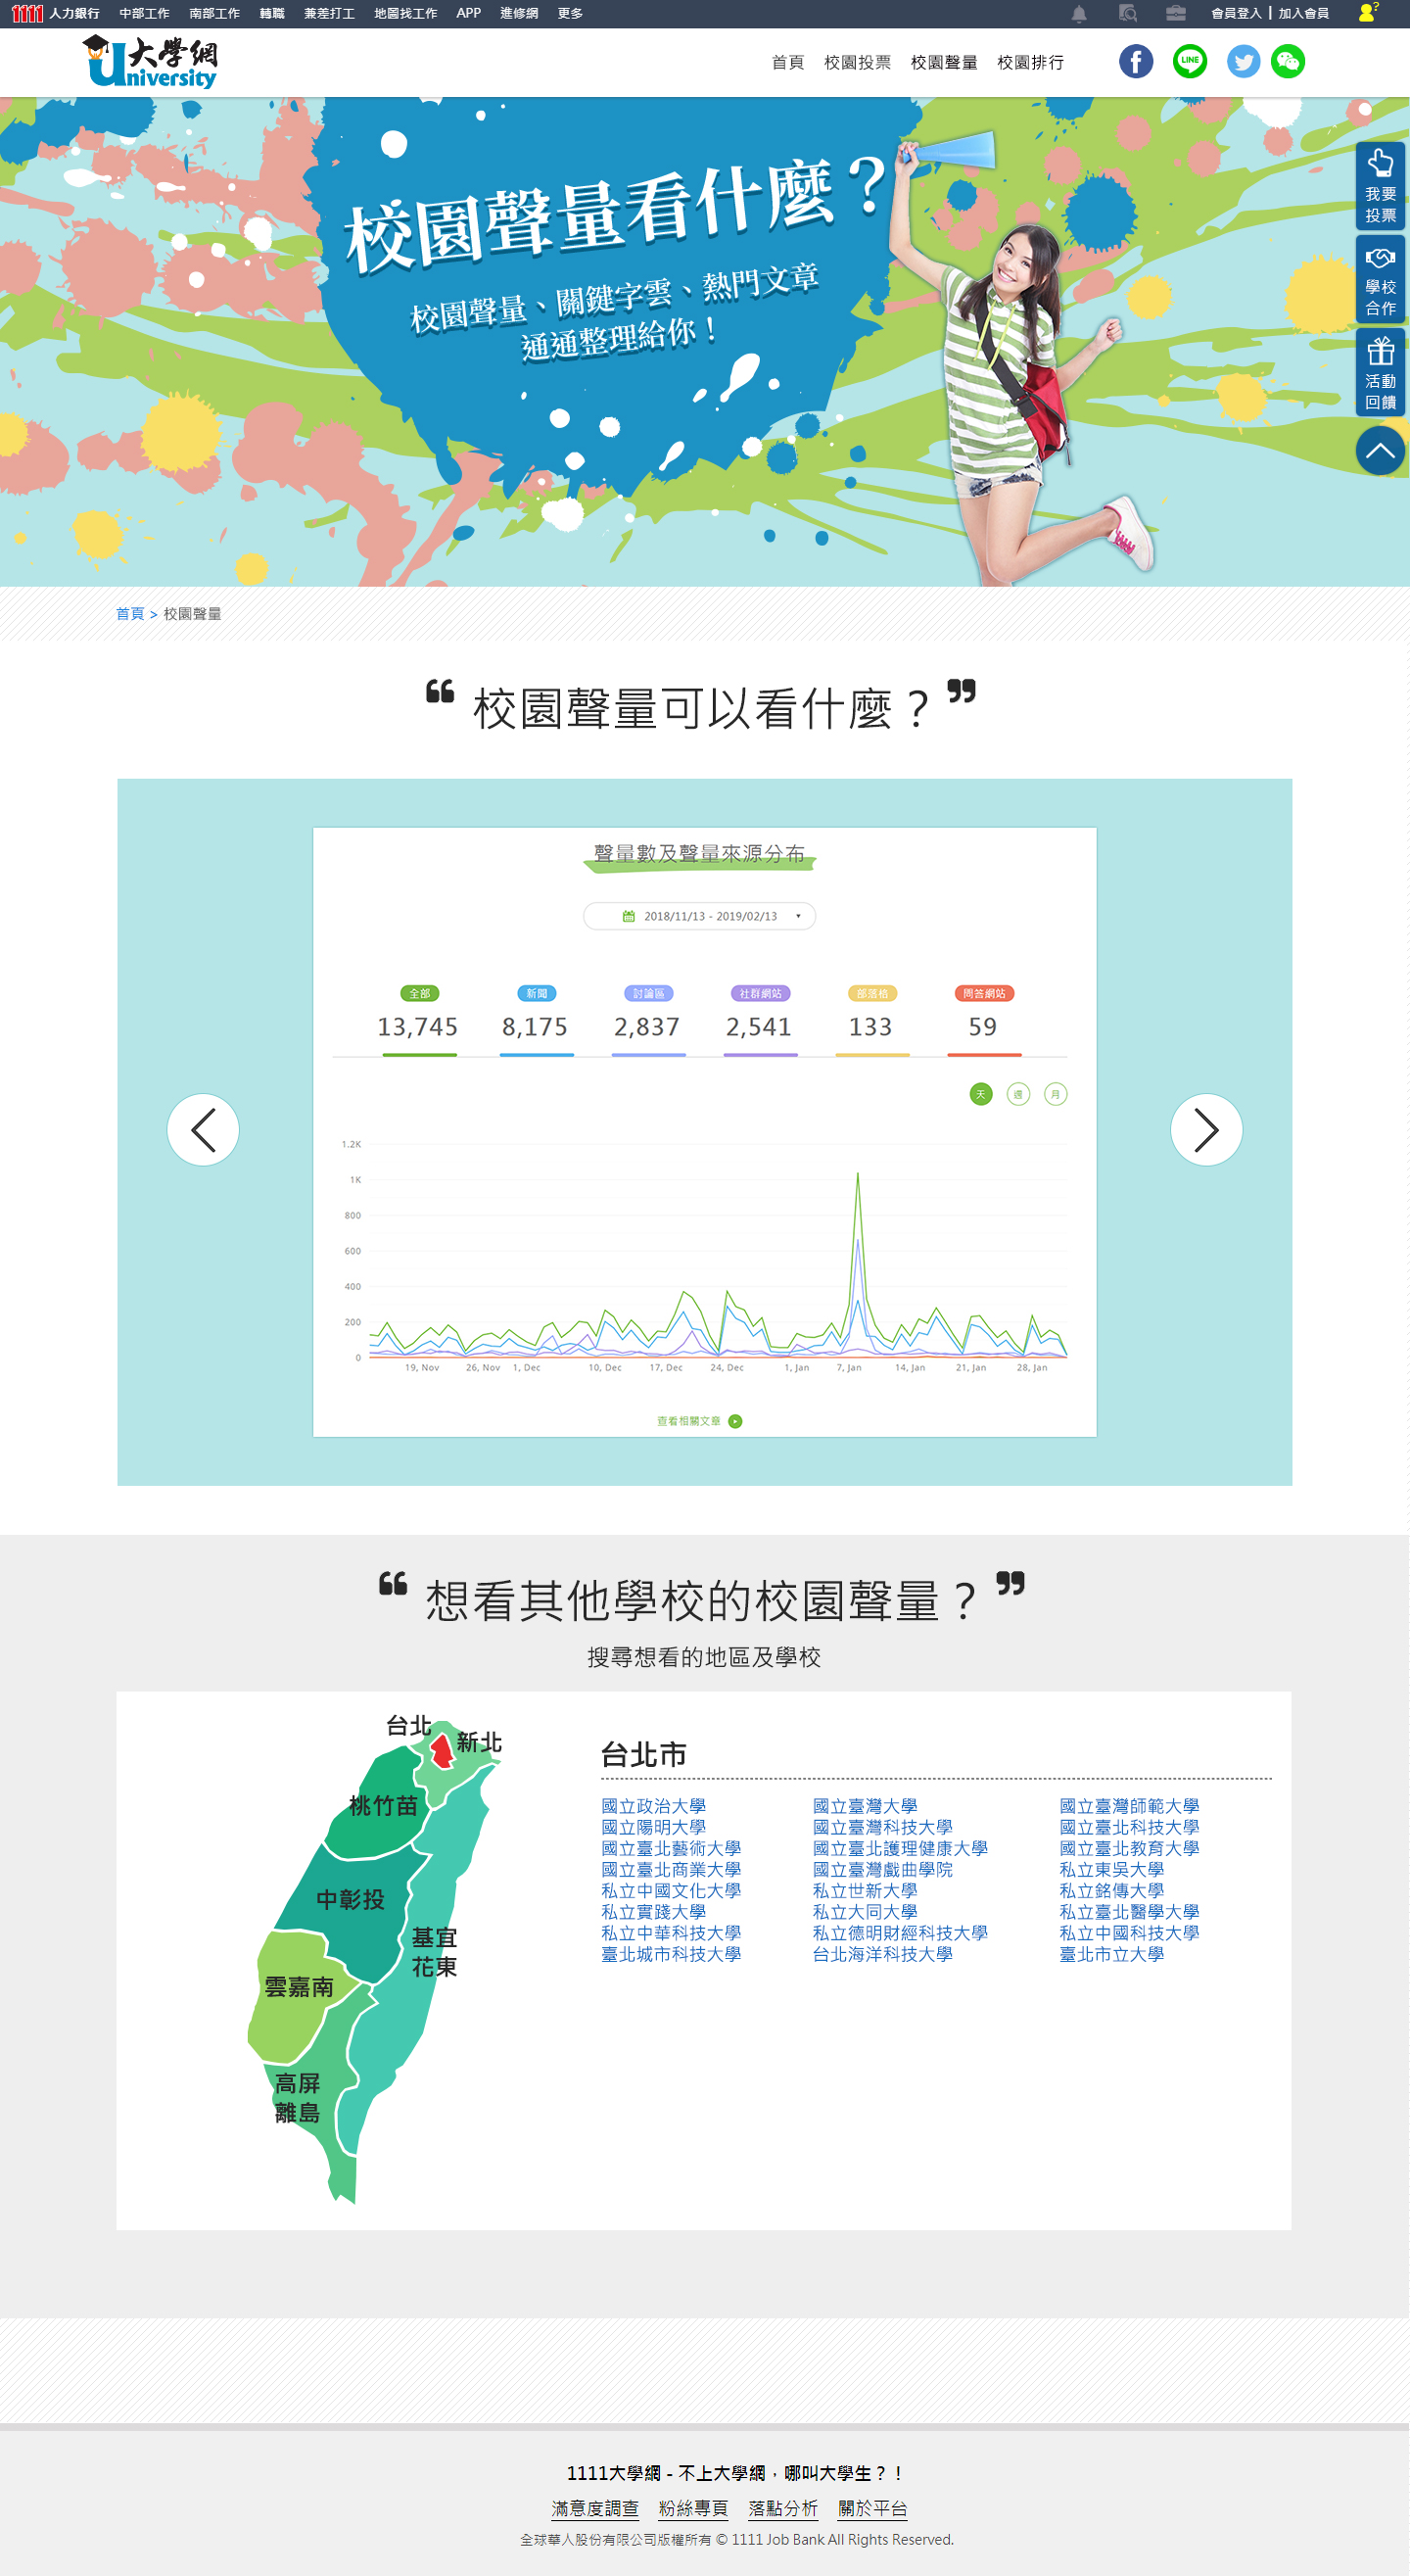 1111 人力銀行 中部工作 南部工作 轉職 兼差打工 地圖找工作 APP 進修網 更多 會員登入 | 加入會員
大學網
University
首頁 校園投票 校園聲量 校園排行
LINE
校園聲量看什麼？
校園聲量、關鍵字雲、熱門文章
通通整理給你！
我要
投票
學校
合作
活動
回饋
首頁 > 校園聲量
❝ 校園聲量可以看什麼？ ❞
聲量數及聲量來源分布
2018/11/13 - 2019/02/13
全部 新聞 討論區 社群網站 部落格 問答網站
13,745 8,175 2,837 2,541 133 59
天 週 月
1.2K
1K
800
600
400
200
0
19, Nov 26, Nov 1, Dec 10, Dec 17, Dec 24, Dec 1, Jan 7, Jan 14, Jan 21, Jan 28, Jan
查看相關文章
❝ 想看其他學校的校園聲量？ ❞
搜尋想看的地區及學校
台北
新北
桃竹苗
中彰投
基宜
花東
雲嘉南
高屏
離島
台北市
國立政治大學 國立臺灣大學 國立臺灣師範大學
國立陽明大學 國立臺灣科技大學 國立臺北科技大學
國立臺北藝術大學 國立臺北護理健康大學 國立臺北教育大學
國立臺北商業大學 國立臺灣戲曲學院 私立東吳大學
私立中國文化大學 私立世新大學 私立銘傳大學
私立實踐大學 私立大同大學 私立臺北醫學大學
私立中華科技大學 私立德明財經科技大學 私立中國科技大學
臺北城市科技大學 台北海洋科技大學 臺北市立大學
1111大學網 - 不上大學網，哪叫大學生？！
滿意度調查 粉絲專頁 落點分析 關於平台
全球華人股份有限公司版權所有 © 1111 Job Bank All Rights Reserved.